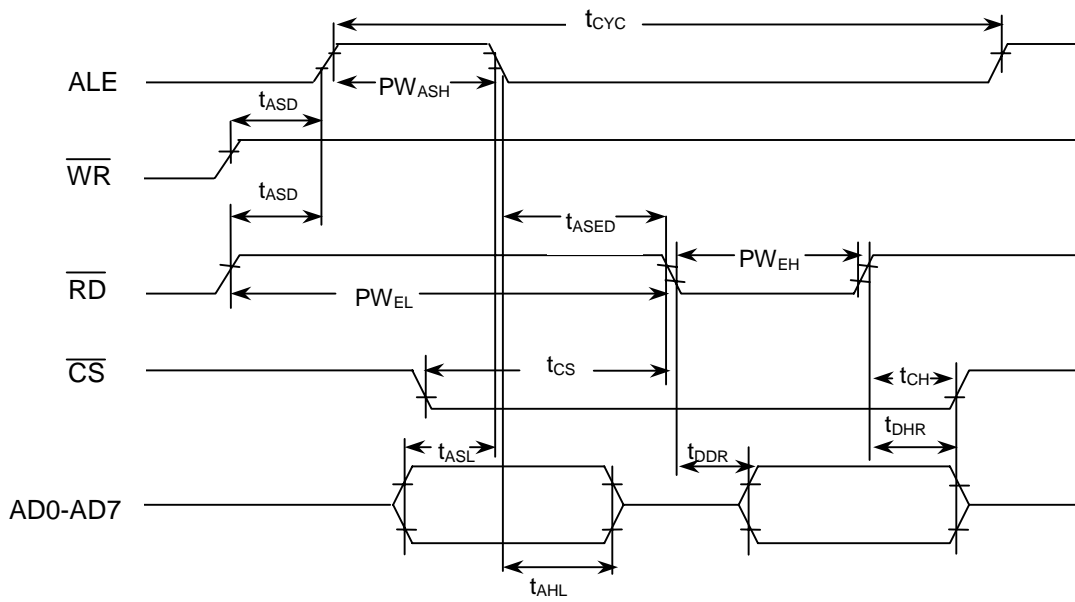 tCYC
ALE
PWASH
tASD
WR
tASD
tASED
RD
PWEH
PWEL
CS
tCS
tCH
tDHR
tASL
tDDR
AD0-AD7
tAHL